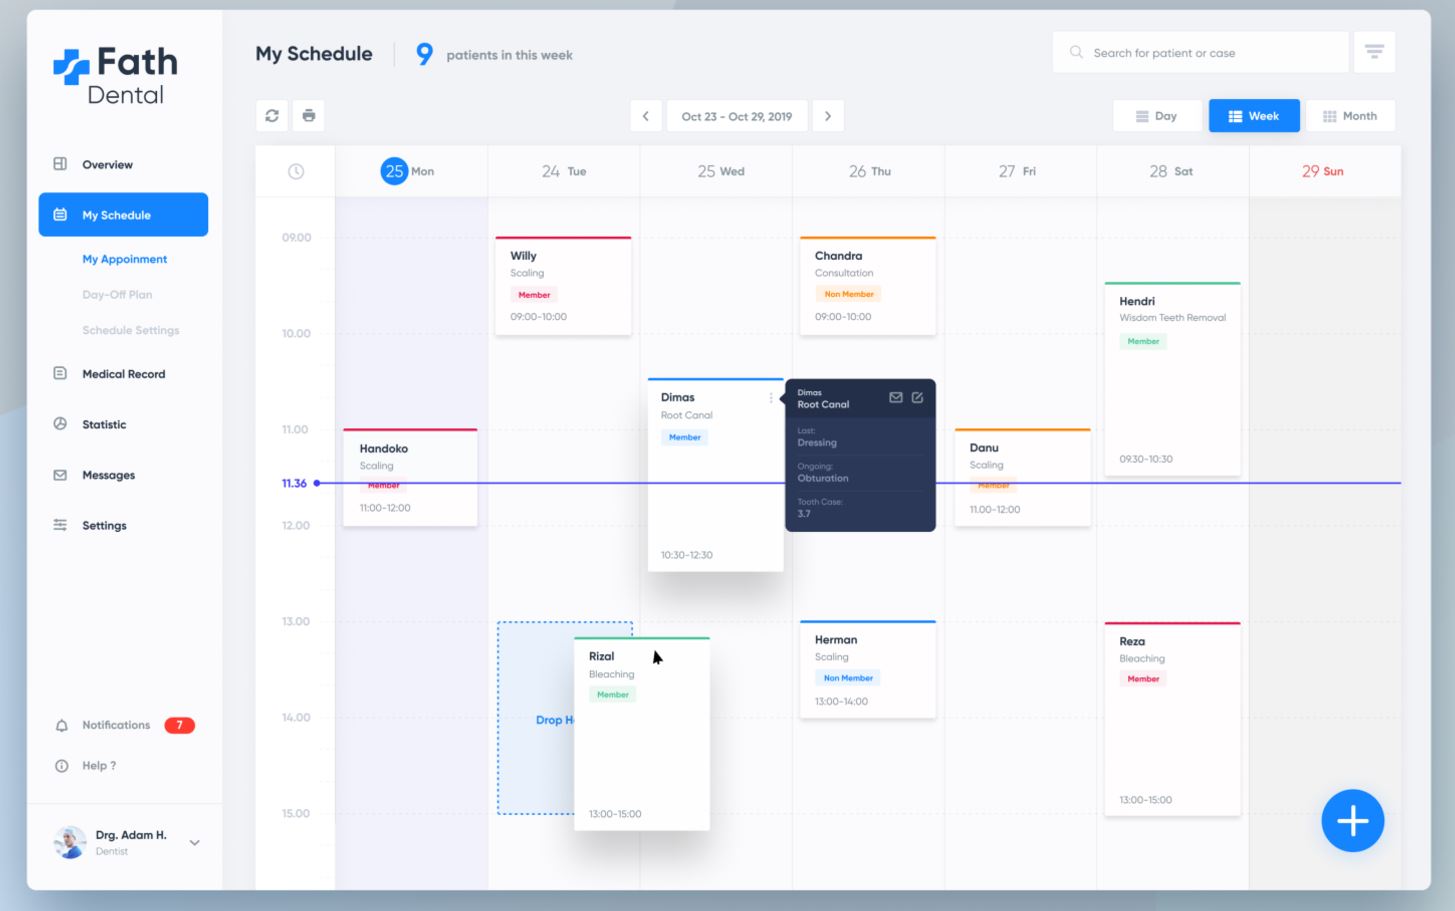 Fath
Dental
My Schedule
9 patients in this week
Search for patient or case
Oct 23 - Oct 29, 2019
Day
Week
Month
Overview
My Schedule
My Appoinment
Day-Off Plan
Schedule Settings
Medical Record
Statistic
Messages
Settings
Notifications 7
Help ?
Drg. Adam H.
Dentist
25 Mon
24 Tue
25 Wed
26 Thu
27 Fri
28 Sat
29 Sun
09.00
10.00
11.00
11.36
12.00
13.00
14.00
15.00
Handoko
Scaling
Member
11:00-12:00
Willy
Scaling
Member
09:00-10:00
Drop H
Rizal
Bleaching
Member
13:00-15:00
Dimas
Root Canal
Member
10:30-12:30
Dimas
Root Canal
Last:
Dressing
Ongoing:
Obturation
Tooth Case:
3.7
Chandra
Consultation
Non Member
09:00-10:00
Herman
Scaling
Non Member
13:00-14:00
Danu
Scaling
Member
11.00-12:00
Hendri
Wisdom Teeth Removal
Member
09.30-10:30
Reza
Bleaching
Member
13:00-15:00